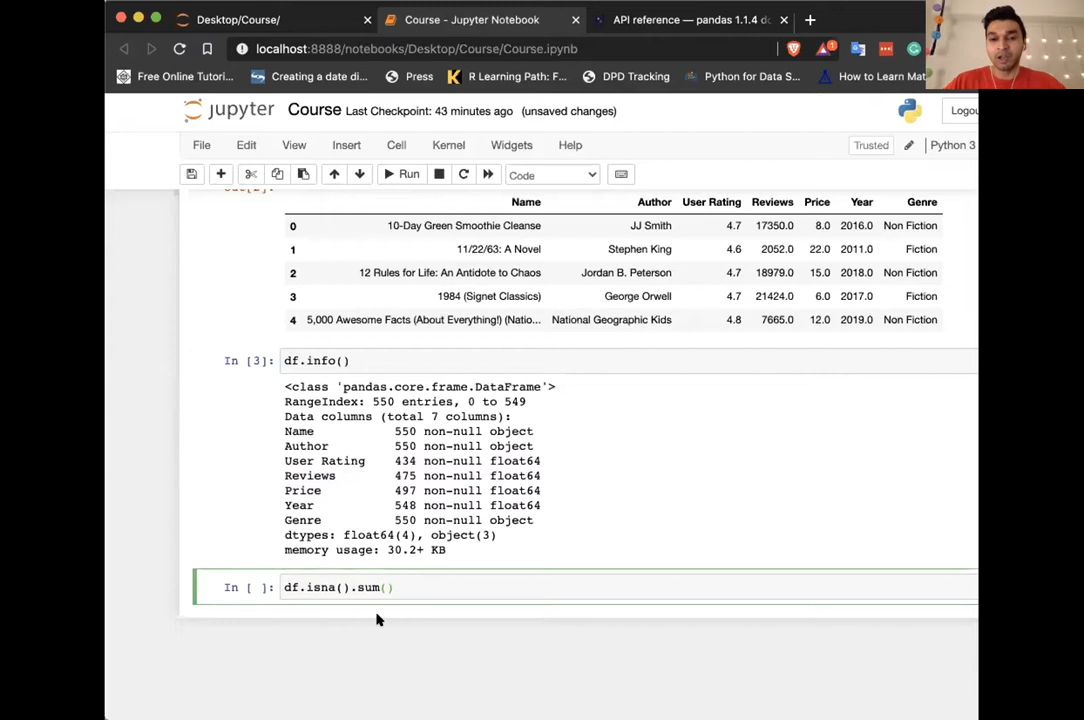 Desktop/Course/
Course - Jupyter Notebook
API reference — pandas 1.1.4 do
localhost:8888/notebooks/Desktop/Course/Course.ipynb
1
Free Online Tutori...
Creating a date di...
Press
R Learning Path: F...
DPD Tracking
Python for Data S...
How to Learn Mat
jupyter Course Last Checkpoint: 43 minutes ago (unsaved changes)
Logou
File Edit View Insert Cell Kernel Widgets Help
Trusted
Python 3
Run
Code
Name Author User Rating Reviews Price Year Genre
0 10-Day Green Smoothie Cleanse JJ Smith 4.7 17350.0 8.0 2016.0 Non Fiction
1 11/22/63: A Novel Stephen King 4.6 2052.0 22.0 2011.0 Fiction
2 12 Rules for Life: An Antidote to Chaos Jordan B. Peterson 4.7 18979.0 15.0 2018.0 Non Fiction
3 1984 (Signet Classics) George Orwell 4.7 21424.0 6.0 2017.0 Fiction
4 5,000 Awesome Facts (About Everything!) (Natio... National Geographic Kids 4.8 7665.0 12.0 2019.0 Non Fiction
In [3]: df.info()
<class 'pandas.core.frame.DataFrame'>
RangeIndex: 550 entries, 0 to 549
Data columns (total 7 columns):
Name 550 non-null object
Author 550 non-null object
User Rating 434 non-null float64
Reviews 475 non-null float64
Price 497 non-null float64
Year 548 non-null float64
Genre 550 non-null object
dtypes: float64(4), object(3)
memory usage: 30.2+ KB
In [ ]: df.isna().sum()